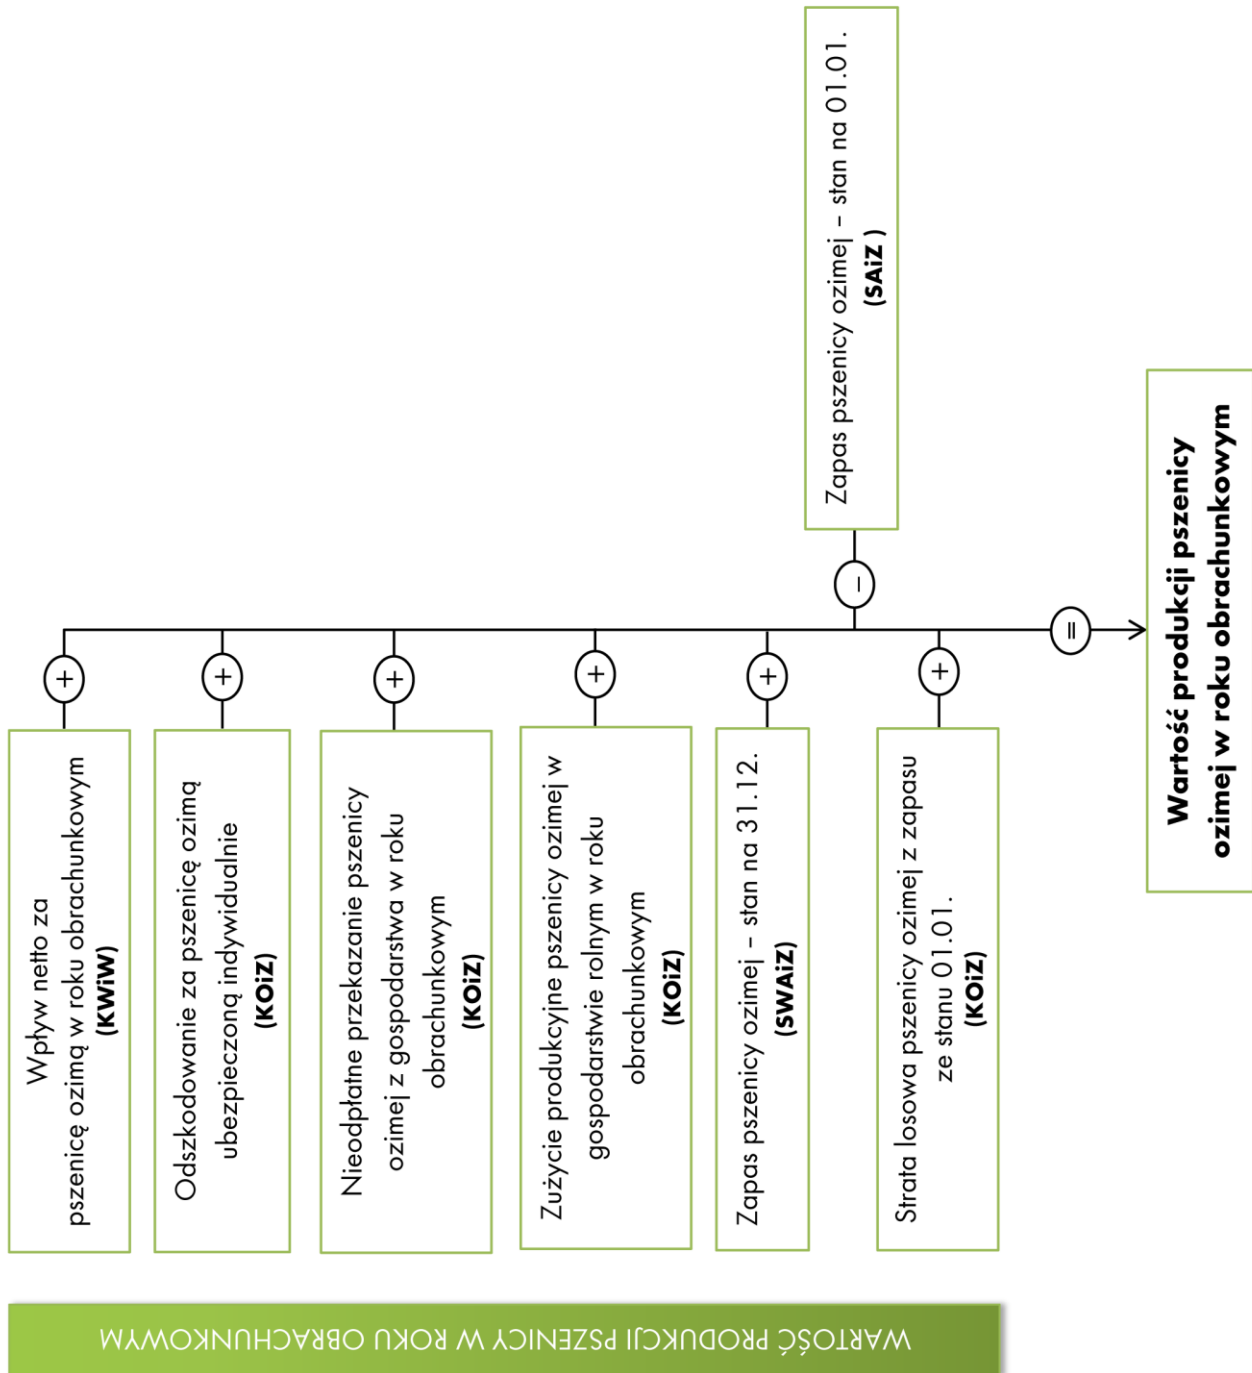 WARTOŚĆ PRODUKCJI PSZENICY W ROKU OBRACHUNKOWYM
Wpływ netto za
pszenicę ozimą w roku obrachunkowym
(KWiW)
+
Odszkodowanie za pszenicę ozimą
ubezpieczoną indywidualnie
(KOiZ)
+
Nieodpłatne przekazanie pszenicy
ozimej z gospodarstwa w roku
obrachunkowym
(KOiZ)
+
Zużycie produkcyjne pszenicy ozimej w
gospodarstwie rolnym w roku
obrachunkowym
(KOiZ)
+
Zapas pszenicy ozimej – stan na 31.12.
(SWAiZ)
+
Zapas pszenicy ozimej – stan na 01.01.
(SAiZ )
–
Strata losowa pszenicy ozimej z zapasu
ze stanu 01.01.
(KOiZ)
+
=
Wartość produkcji pszenicy
ozimej w roku obrachunkowym